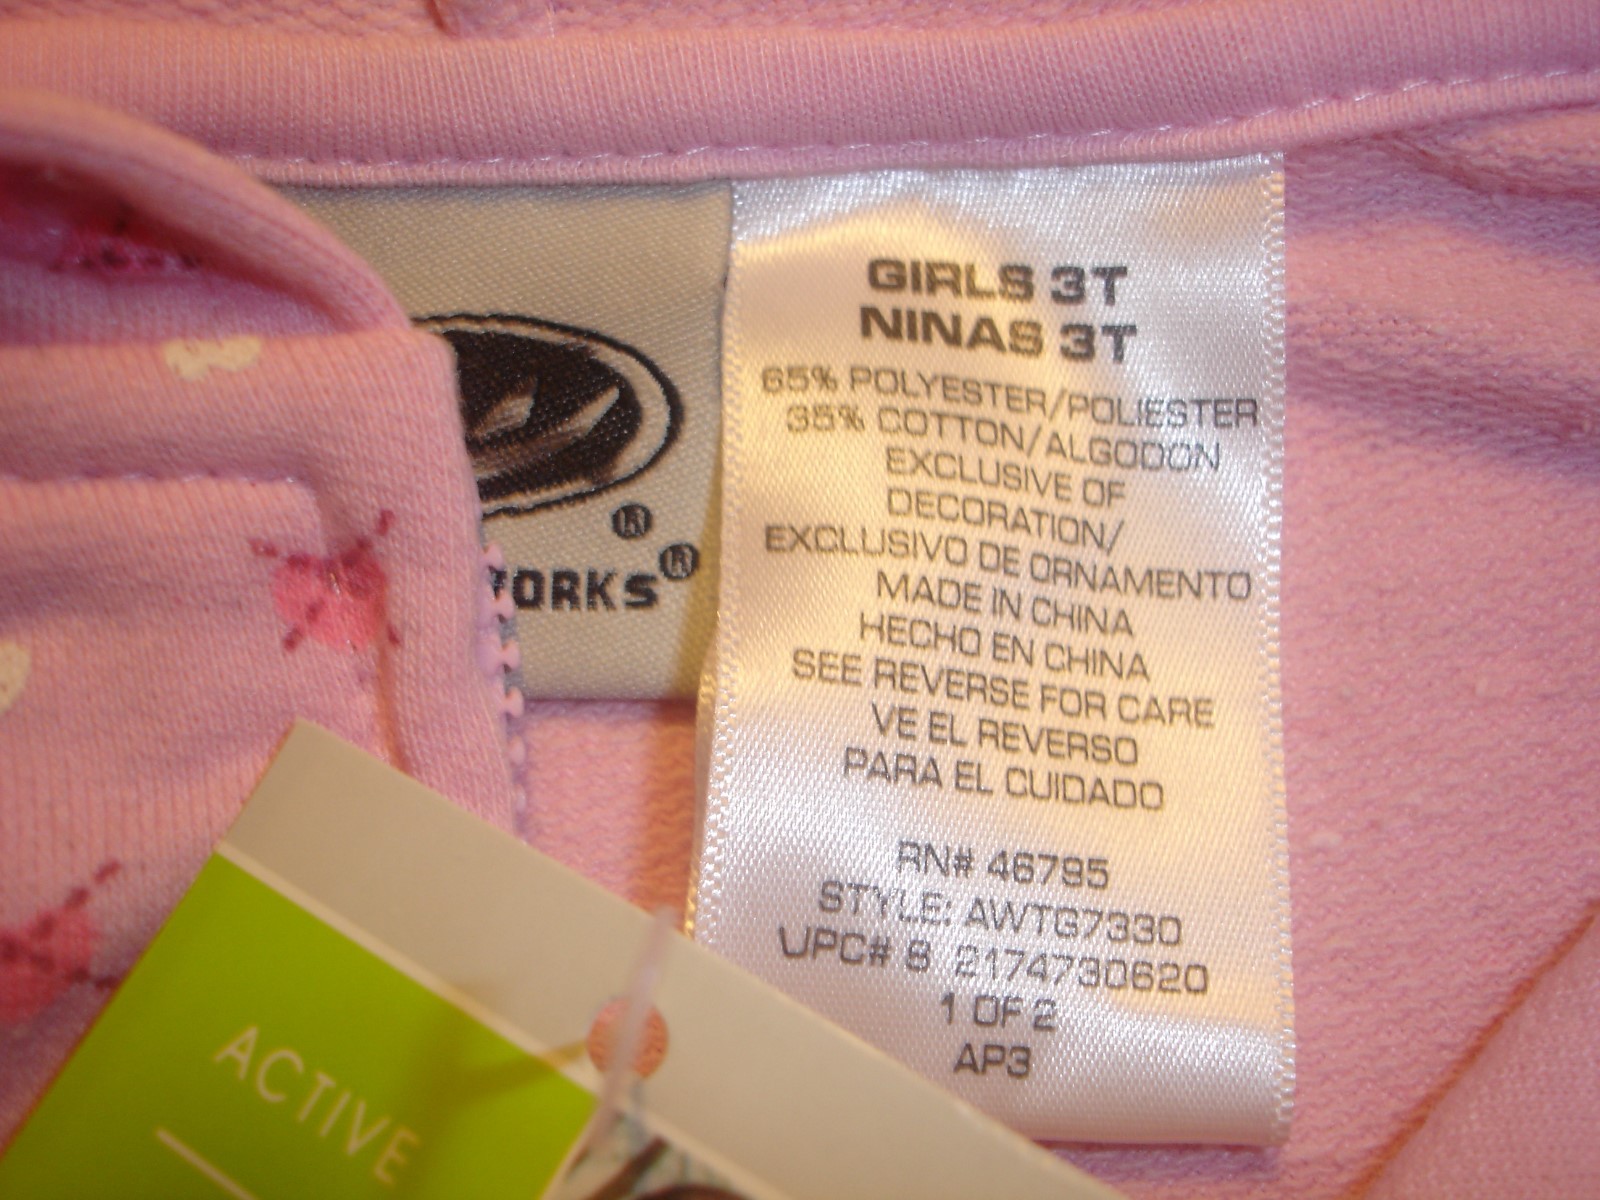 GIRLS 3T
NINAS 3T
65% POLYESTER/POLIESTER
35% COTTON/ALGODON
EXCLUSIVE OF
DECORATION/
EXCLUSIVO DE ORNAMENTO
MADE IN CHINA
HECHO EN CHINA
SEE REVERSE FOR CARE
VE EL REVERSO
PARA EL CUIDADO
RN# 46795
STYLE: AWTG7330
UPC# 8 2174730620
1 OF 2
AP3
®
ORKS®
ACTIVE